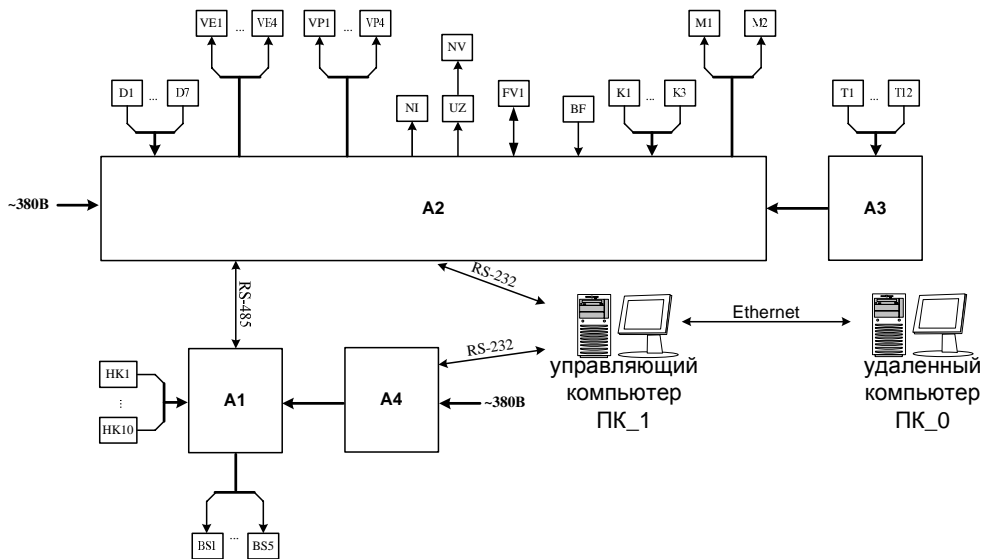 VE1 ... VE4 VP1 ... VP4 M1 ... M2
NV
D1 ... D7 NI UZ FV1 BF K1 ... K3 T1 ... T12
~380В A2 A3
RS-485
RS-232
Ethernet
RS-232
управляющий
компьютер
ПК_1
удаленный
компьютер
ПК_0
HK1
...
HK10
A1
A4
~380В
BS1 ... BS5